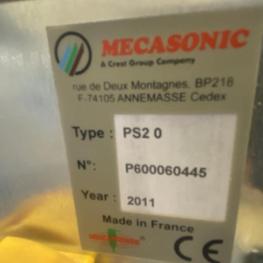 MECASONIC
A Crest Group Company
rue de Deux Montagnes, BP218
F-74105 ANNEMASSE Cedex
Type : PS2 0
N°: P600060445
Year : 2011
Made in France
CE